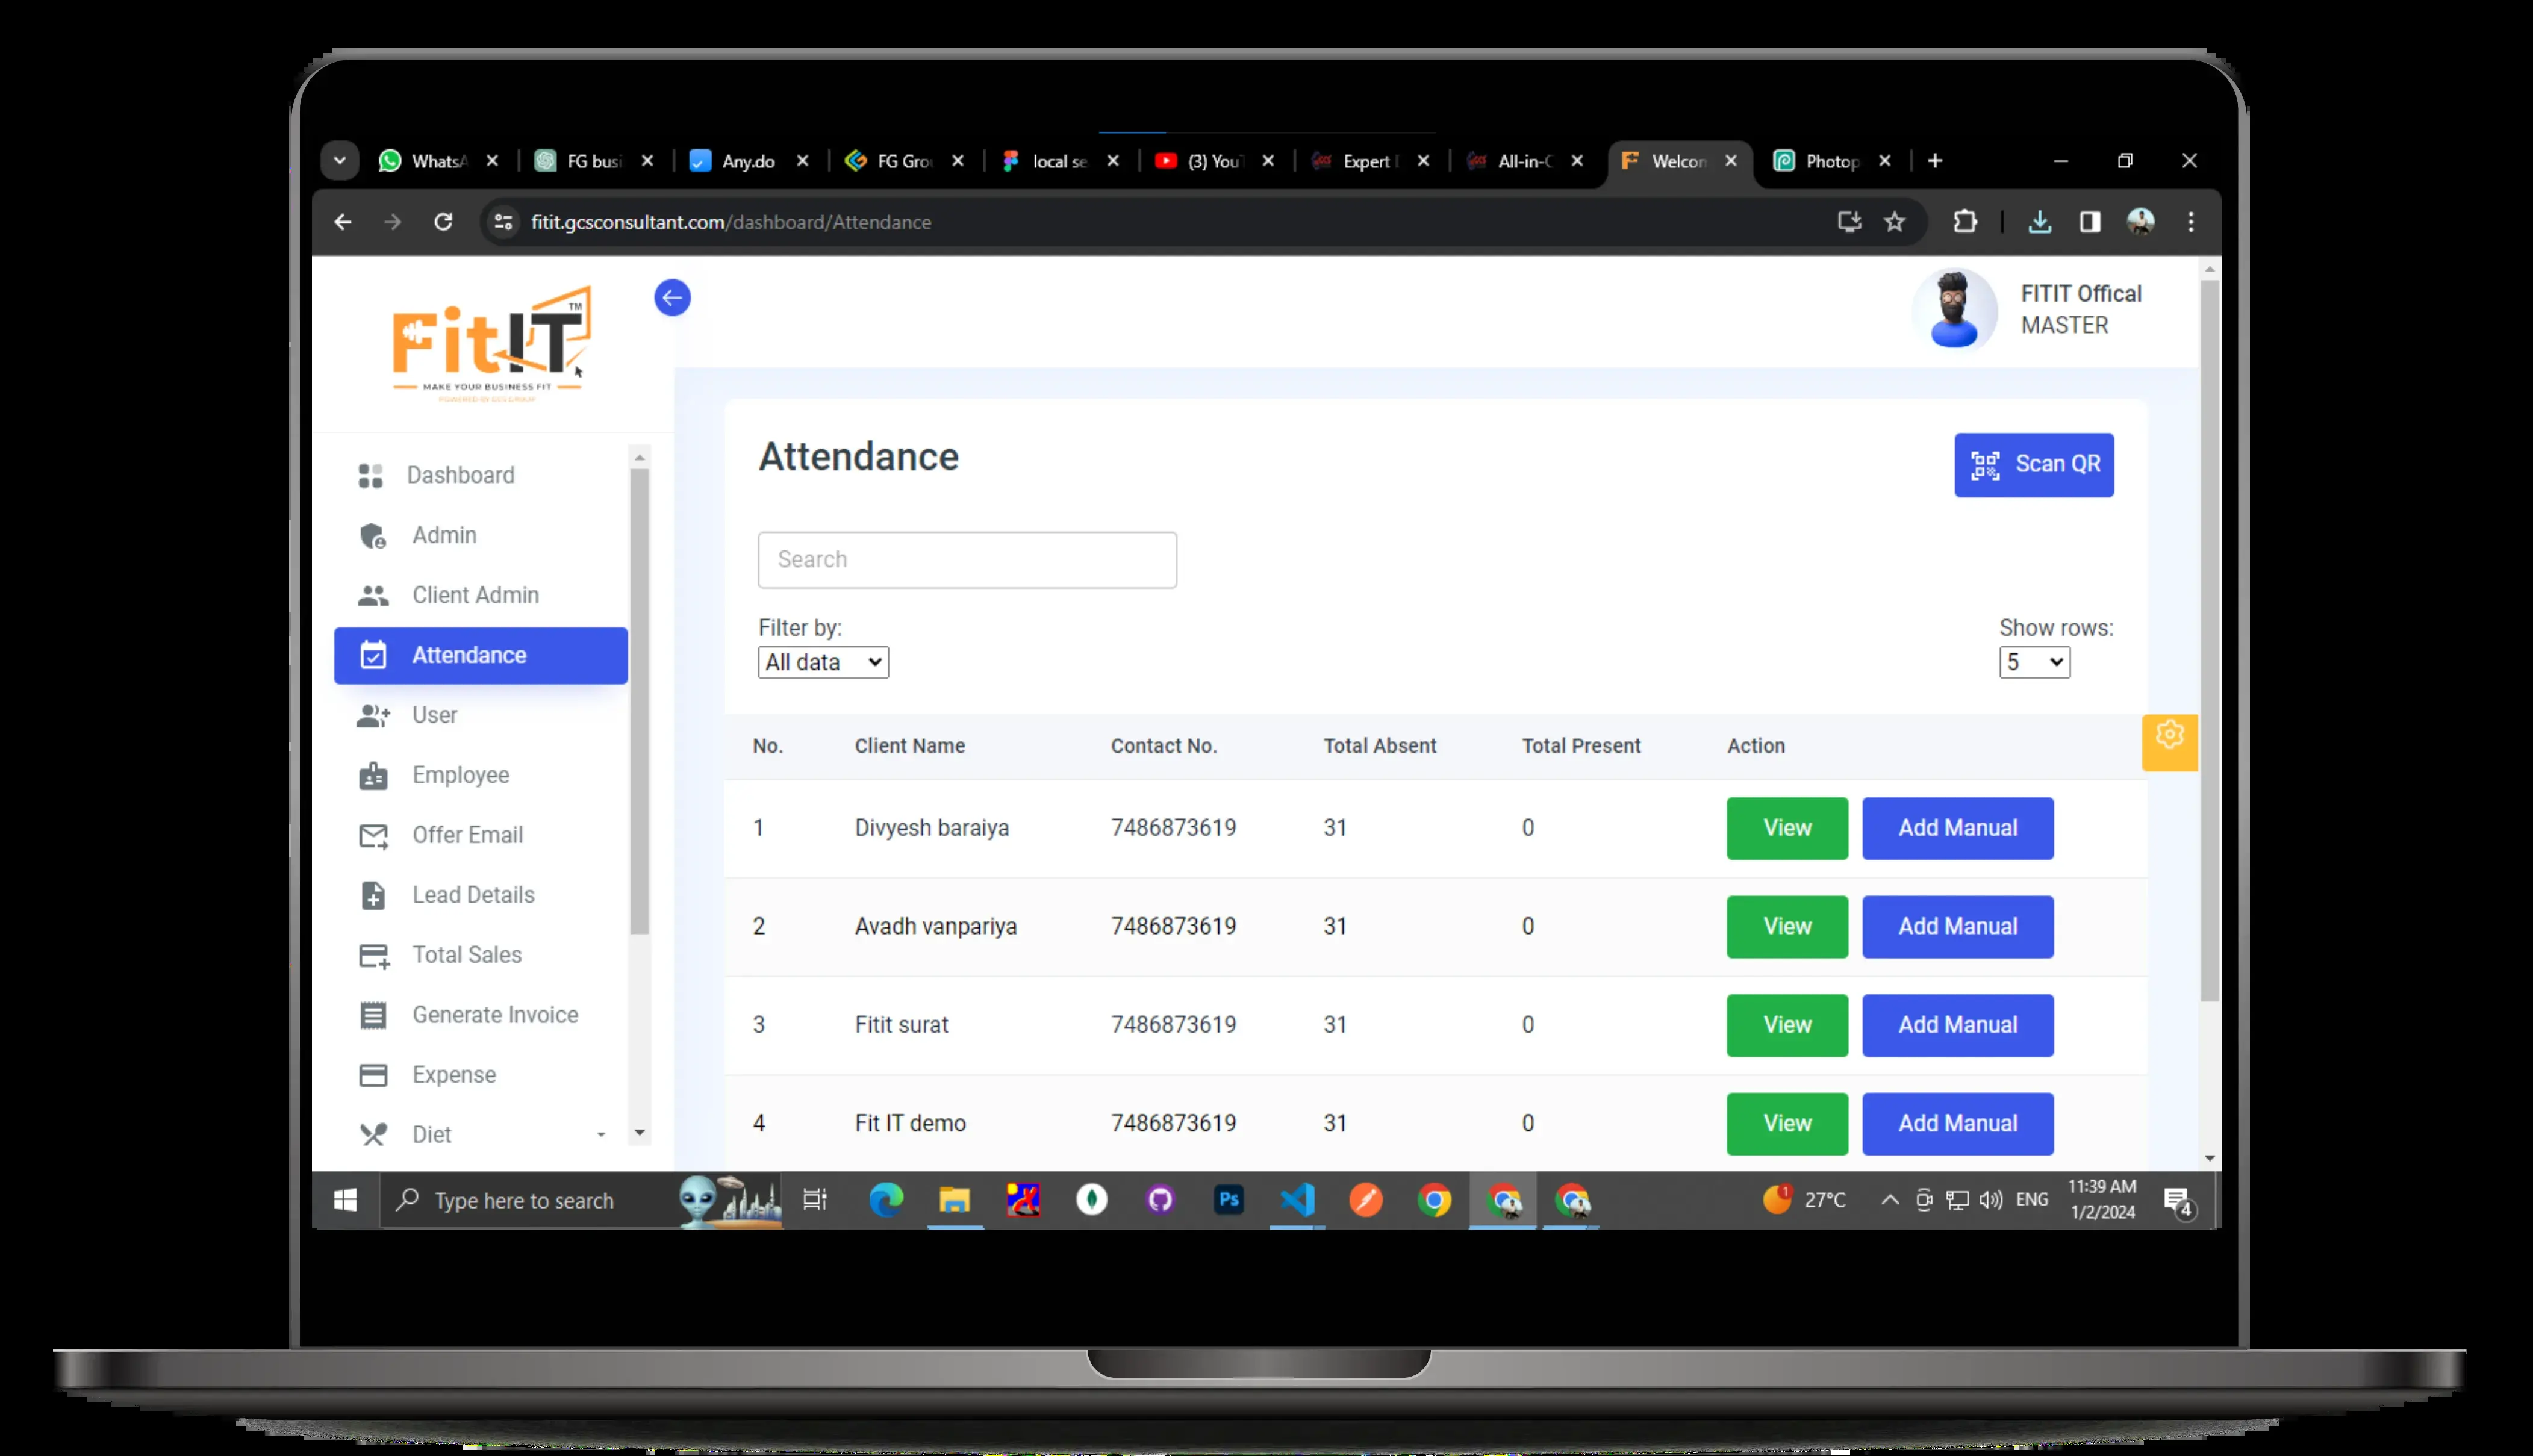 WhatsA
FG busi
Any.do
FG Gro
local se
(3) You
Expert
All-in-
Welcon
Photop
fitit.gcsconsultant.com/dashboard/Attendance
FitIT
TM
MAKE YOUR BUSINESS FIT
FITIT Offical
MASTER
Dashboard
Admin
Client Admin
Attendance
User
Employee
Offer Email
Lead Details
Total Sales
Generate Invoice
Expense
Diet
Attendance
Scan QR
Search
Filter by:
All data
Show rows:
5
No. Client Name Contact No. Total Absent Total Present Action
1 Divyesh baraiya 7486873619 31 0 View Add Manual
2 Avadh vanpariya 7486873619 31 0 View Add Manual
3 Fitit surat 7486873619 31 0 View Add Manual
4 Fit IT demo 7486873619 31 0 View Add Manual
Type here to search
Ps
1
27°C
ENG
11:39 AM
1/2/2024
4